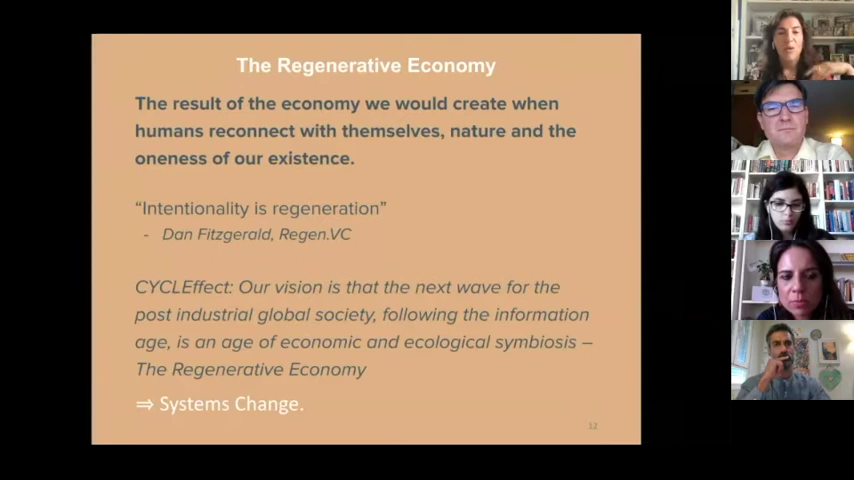 The Regenerative Economy
The result of the economy we would create when
humans reconnect with themselves, nature and the
oneness of our existence.
“Intentionality is regeneration”
- Dan Fitzgerald, Regen.VC
CYCLEffect: Our vision is that the next wave for the
post industrial global society, following the information
age, is an age of economic and ecological symbiosis –
The Regenerative Economy
⇒ Systems Change.
12